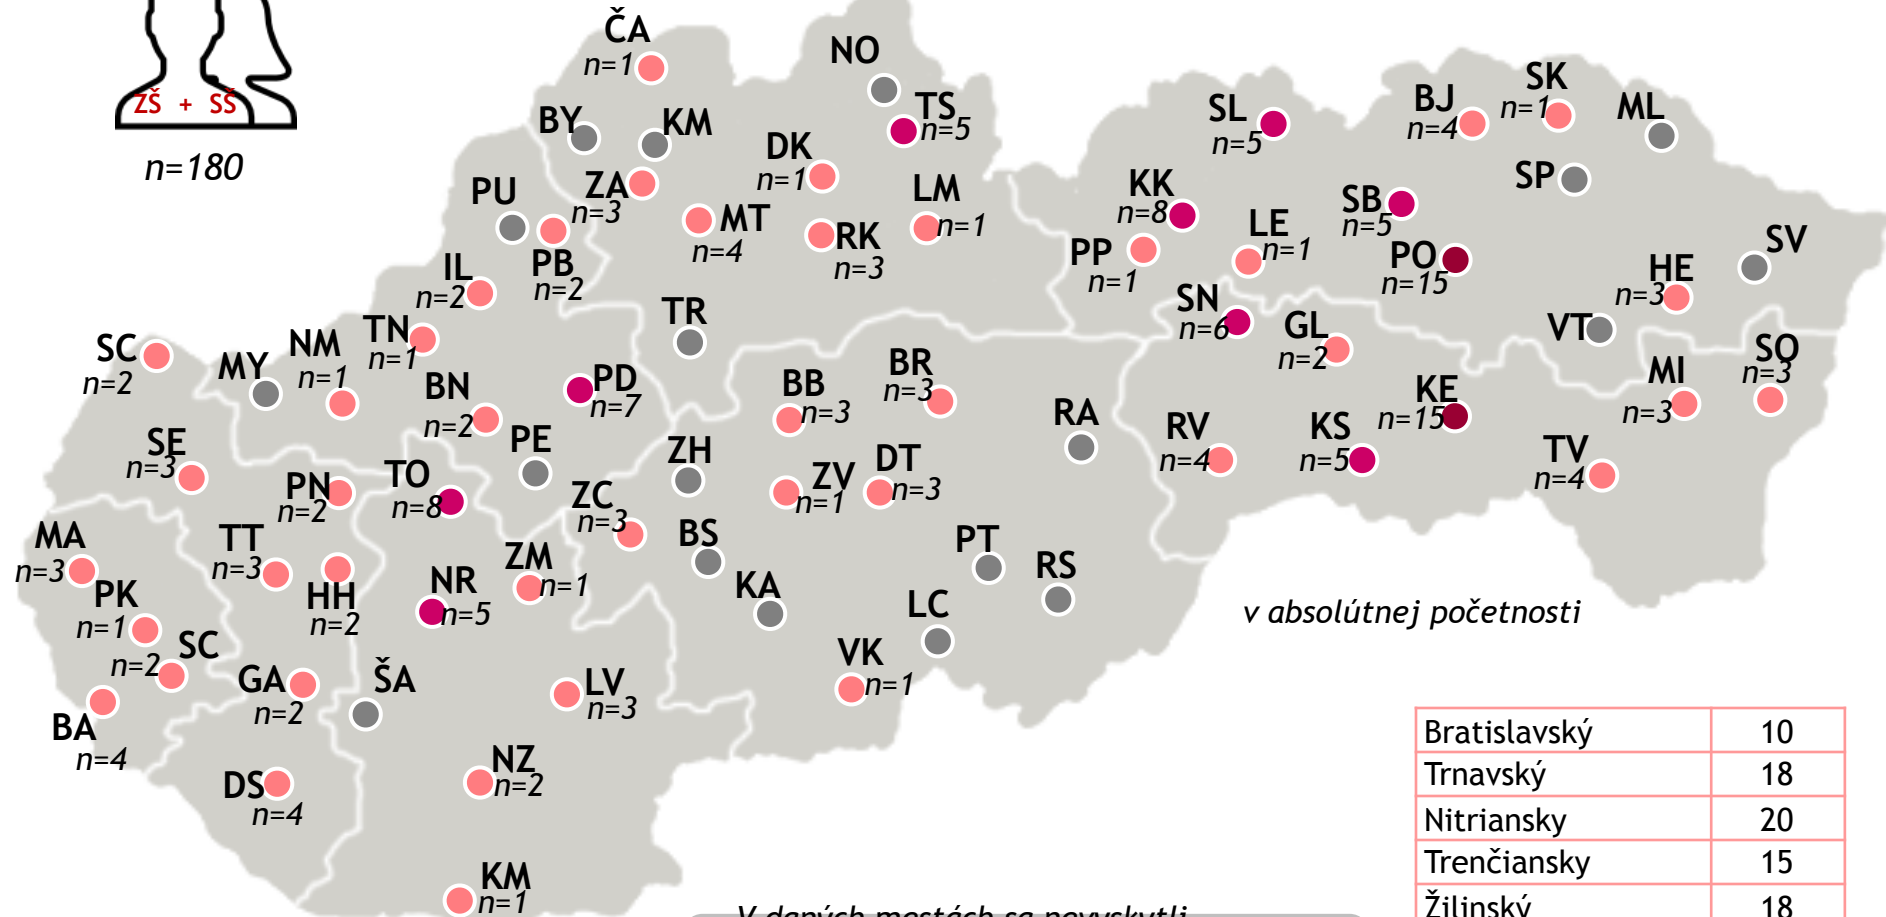 ZŠ + SŠ
n=180
ČA
n=1
NO
TS
n=5
BY
KM
DK
n=1
ZA
n=3
MT
n=4
RK
n=3
LM
n=1
PU
PB
n=2
IL
n=2
TN
n=1
NM
n=1
MY
SC
n=2
BN
n=2
PD
n=7
TR
PE
SE
n=3
PN
n=2
TO
n=8
MA
n=3
TT
n=3
HH
n=2
PK
n=1
SC
n=2
BA
n=4
GA
n=2
DS
n=4
ŠA
NR
n=5
ZM
n=1
LV
n=3
NZ
n=2
KM
n=1
ZC
n=3
ZH
BS
KA
BB
n=3
ZV
n=1
DT
n=3
BR
n=3
RA
PT
RS
LC
VK
n=1
SL
n=5
KK
n=8
PP
n=1
LE
n=1
SN
n=6
GL
n=2
BJ
n=4
SK
n=1
ML
SP
SB
n=5
PO
n=15
HE
n=3
SV
VT
RV
n=4
KS
n=5
KE
n=15
MI
n=3
SO
n=3
TV
n=4
v absolútnej početnosti
Bratislavský 10
Trnavský 18
Nitriansky 20
Trenčiansky 15
Žilinský 18
V daných mestách sa nevyskytli